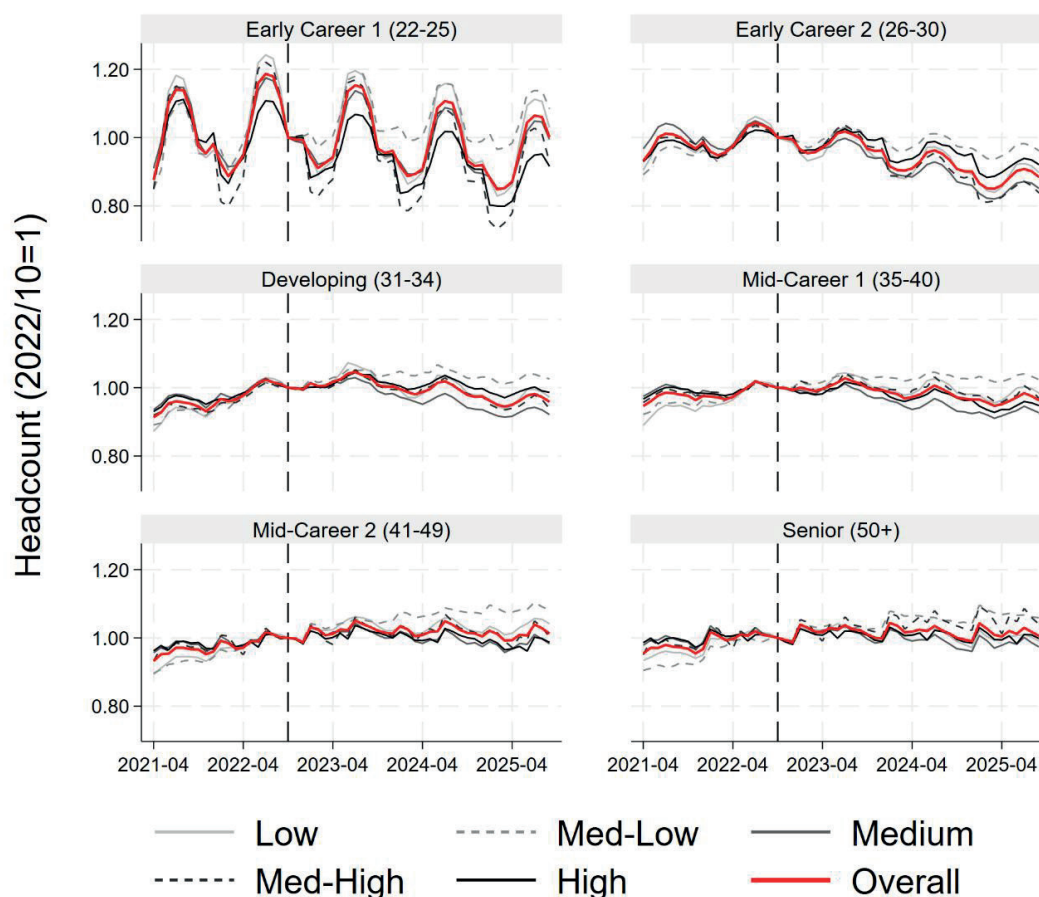 Early Career 1 (22-25)
Early Career 2 (26-30)
1.20
1.00
0.80
Developing (31-34)
Mid-Career 1 (35-40)
1.20
1.00
0.80
Mid-Career 2 (41-49)
Senior (50+)
1.20
1.00
0.80
2021-04 2022-04 2023-04 2024-04 2025-04
2021-04 2022-04 2023-04 2024-04 2025-04
Headcount (2022/10=1)
Low Med-Low Medium
Med-High High Overall